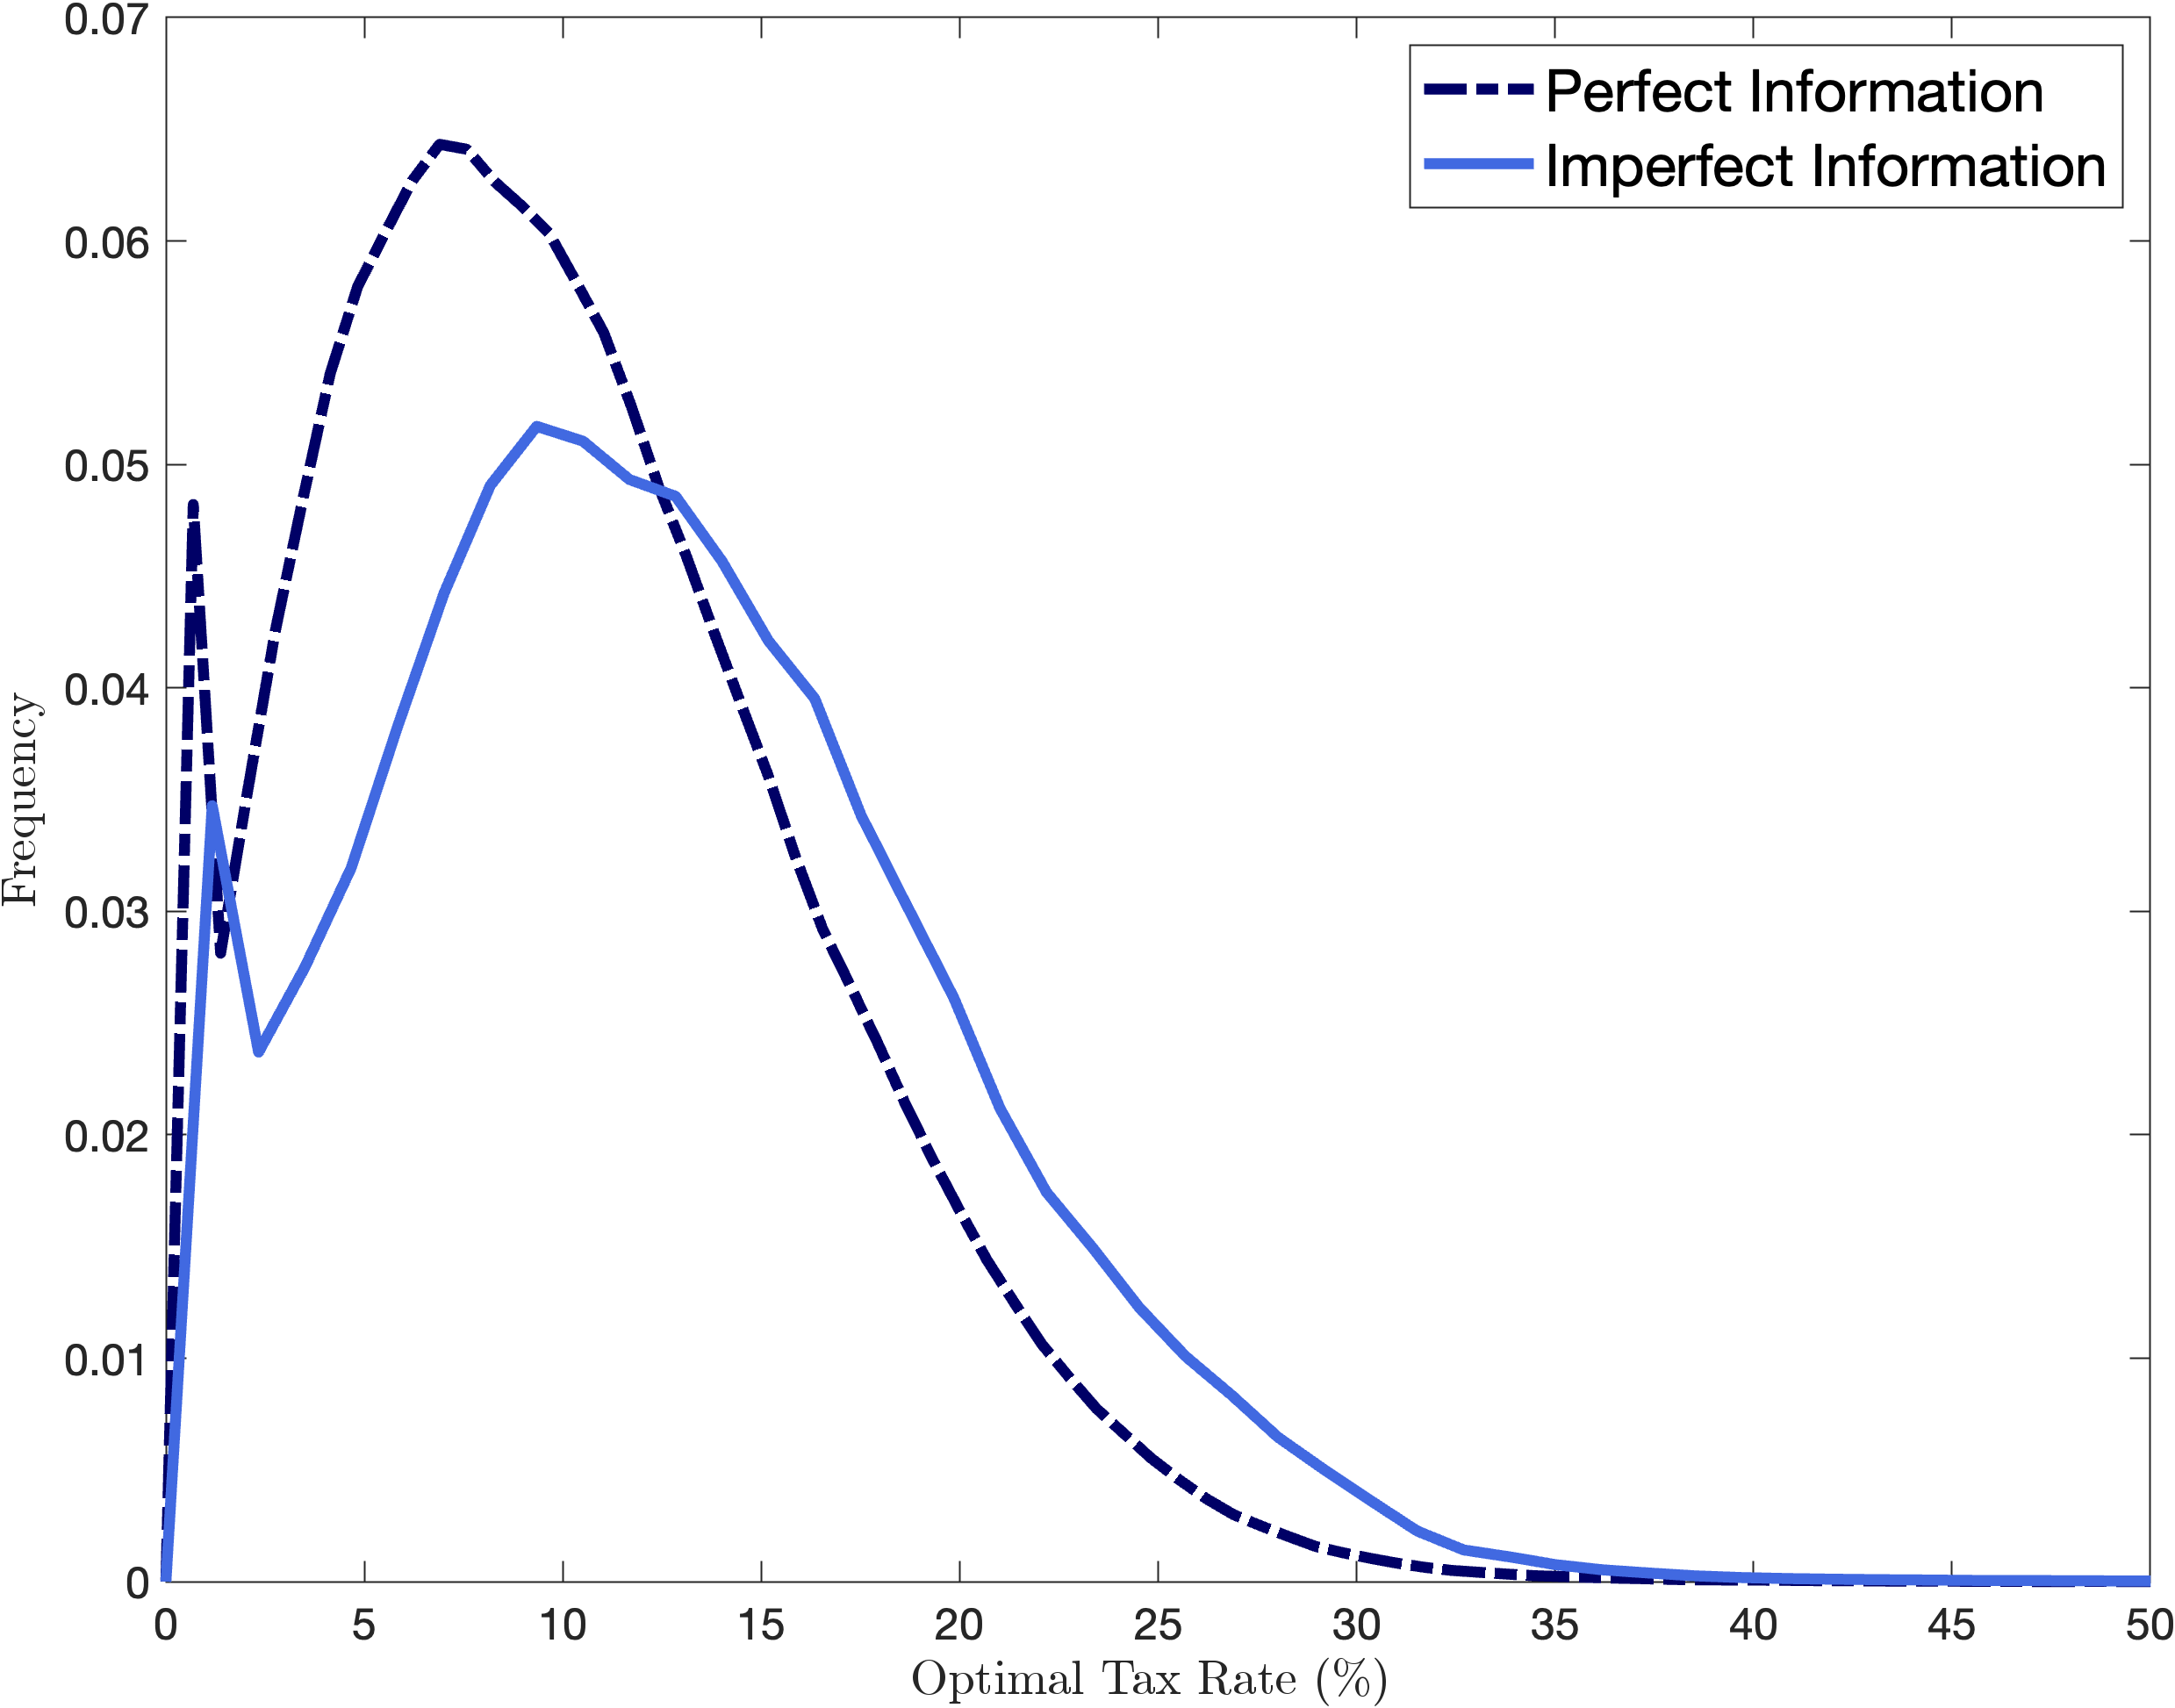 0.07
0.06
0.05
0.04
0.03
0.02
0.01
0
Frequency
Perfect Information
Imperfect Information
0 5 10 15 20 25 30 35 40 45 50
Optimal Tax Rate (%)